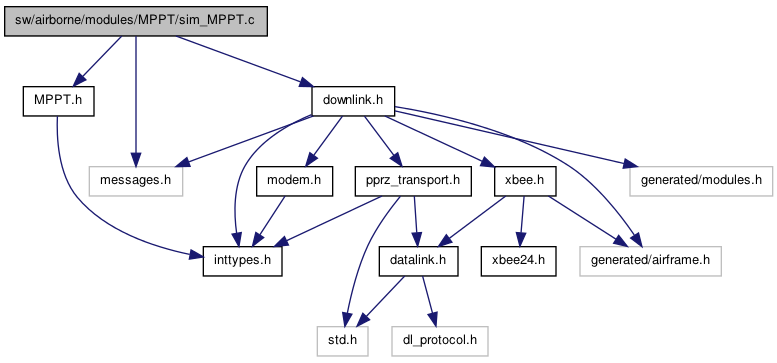 sw/airborne/modules/MPPT/sim_MPPT.c
MPPT.h
downlink.h
messages.h
modem.h
pprz_transport.h
xbee.h
generated/modules.h
inttypes.h
datalink.h
xbee24.h
generated/airframe.h
std.h
dl_protocol.h